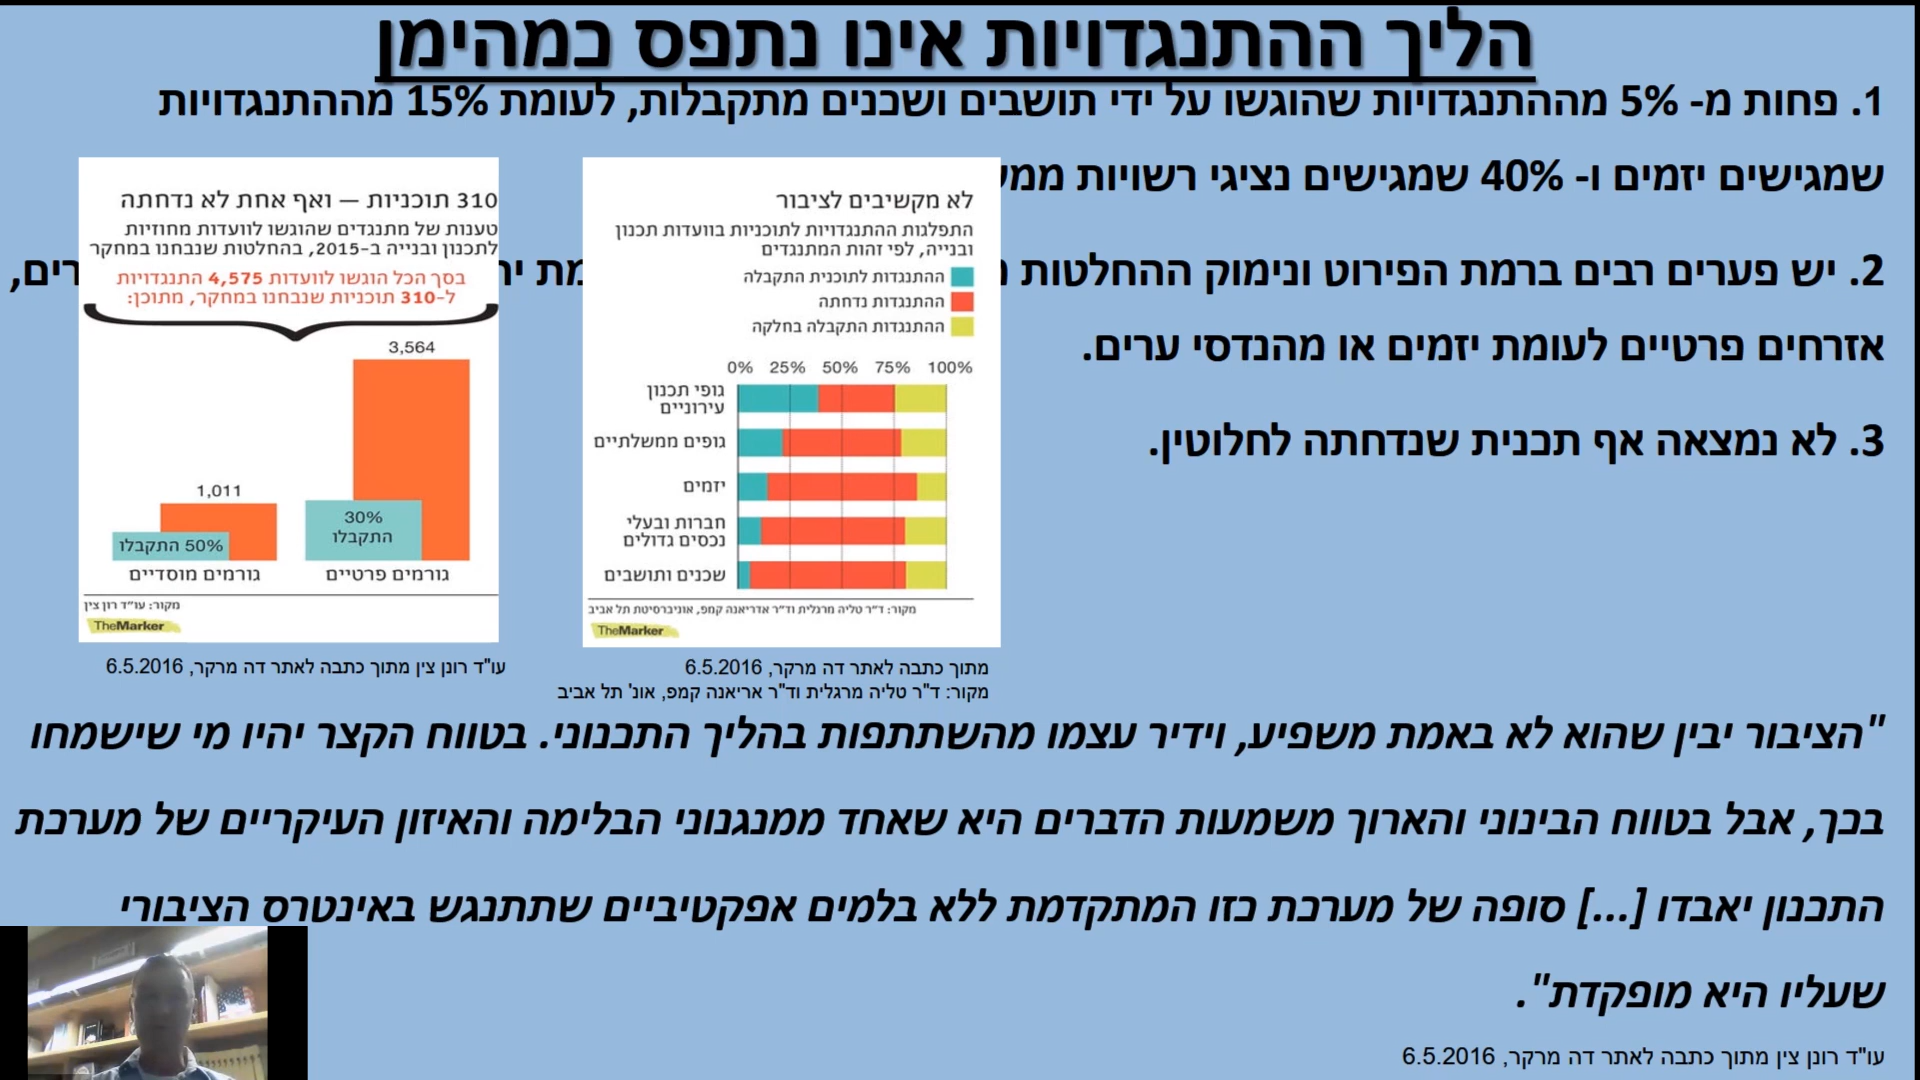 הליך ההתנגדויות אינו נתפס כמהימן
1. פחות מ- 5% מההתנגדויות שהוגשו על ידי תושבים ושכנים מתקבלות, לעומת 15% מההתנגדויות
שמגישים יזמים ו- 40% שמגישים נציגי רשויות
2. יש פערים רבים ברמת הפירוט ונימוק ההחלטות
אזרחים פרטיים לעומת יזמים או מהנדסי ערים.
3. לא נמצאה אף תכנית שנדחתה לחלוטין.
לא מקשיבים לציבור
התפלגות ההתנגדויות לתוכניות בוועדות תכנון
ובנייה, לפי זהות המתנגדים
ההתנגדות לתוכנית התקבלה
ההתנגדות נדחתה
ההתנגדות התקבלה בחלקה
0% 25% 50% 75% 100%
גופי תכנון
עירוניים
גופים ממשלתיים
יזמים
חברות ובעלי
נכסים גדולים
שכנים ותושבים
מקור: ד"ר טליה מרגלית וד"ר אדריאנה קמפ, אוניברסיטת תל אביב
TheMarker
מתוך כתבה לאתר דה מרקר, 6.5.2016
מקור: ד"ר טליה מרגלית וד"ר אריאנה קמפ, אונ' תל אביב
310 תוכניות — ואף אחת לא נדחתה
טענות של מתנגדים שהוגשו לוועדות מחוזיות
לתכנון ובנייה ב-2015, בהחלטות שנבחנו במחקר
בסך הכל הוגשו לוועדות 4,575 התנגדויות
ל-310 תוכניות שנבחנו במחקר, מתוכן:
3,564
30%
התקבלו
גורמים פרטיים
1,011
50% התקבלו
גורמים מוסדיים
מקור: עו"ד רון צין
TheMarker
עו"ד רונן צין מתוך כתבה לאתר דה מרקר, 6.5.2016
"הציבור יבין שהוא לא באמת משפיע, וידיר עצמו מהשתתפות בהליך התכנוני. בטווח הקצר יהיו מי שישמחו
בכך, אבל בטווח הבינוני והארוך משמעות הדברים היא שאחד ממנגנוני הבלימה והאיזון העיקריים של מערכת
התכנון יאבדו [...] סופה של מערכת כזו המתקדמת ללא בלמים אפקטיביים שתתנגש באינטרס הציבורי
שעליו היא מופקדת".
עו"ד רונן צין מתוך כתבה לאתר דה מרקר, 6.5.2016